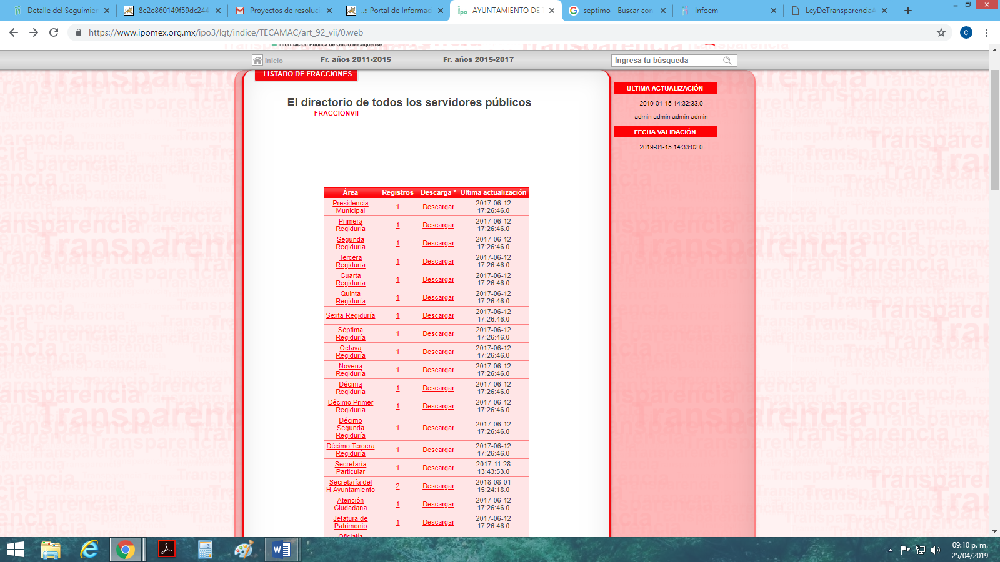 Detalle del Seguimien
8e2e860149f59dc244
Proyectos de resoluci
..:: Portal de Informac
AYUNTAMIENTO DE
septimo - Buscar con
Infoem
LeyDeTransparenciaA
https://www.ipomex.org.mx/ipo3/lgt/indice/TECAMAC/art_92_vii/0.web
C
Información Pública de Oficio Mexiquense
Inicio
Fr. años 2011-2015
Fr. años 2015-2017
Ingresa tu búsqueda
LISTADO DE FRACCIONES
El directorio de todos los servidores públicos
FRACCIÓNVII
ULTIMA ACTUALIZACIÓN
2019-01-15 14:32:33.0
admin admin admin admin
FECHA VALIDACIÓN
2019-01-15 14:33:02.0
Área Registros Descarga * Ultima actualización
Presidencia Municipal 1 Descargar 2017-06-12 17:26:46.0
Primera Regiduría 1 Descargar 2017-06-12 17:26:46.0
Segunda Regiduría 1 Descargar 2017-06-12 17:26:46.0
Tercera Regiduría 1 Descargar 2017-06-12 17:26:46.0
Cuarta Regiduría 1 Descargar 2017-06-12 17:26:46.0
Quinta Regiduría 1 Descargar 2017-06-12 17:26:46.0
Sexta Regiduría 1 Descargar 2017-06-12 17:26:46.0
Séptima Regiduría 1 Descargar 2017-06-12 17:26:46.0
Octava Regiduría 1 Descargar 2017-06-12 17:26:46.0
Novena Regiduría 1 Descargar 2017-06-12 17:26:46.0
Décima Regiduría 1 Descargar 2017-06-12 17:26:46.0
Décimo Primer Regiduría 1 Descargar 2017-06-12 17:26:46.0
Décimo Segunda Regiduría 1 Descargar 2017-06-12 17:26:46.0
Décimo Tercera Regiduría 1 Descargar 2017-06-12 17:26:46.0
Secretaría Particular 1 Descargar 2017-11-28 13:43:53.0
Secretaría del H.Ayuntamiento 2 Descargar 2018-08-01 15:24:18.0
Atención Ciudadana 1 Descargar 2017-06-12 17:26:46.0
Jefatura de Patrimonio 1 Descargar 2017-06-12 17:26:46.0
Oficialía
09:10 p. m.
25/04/2019